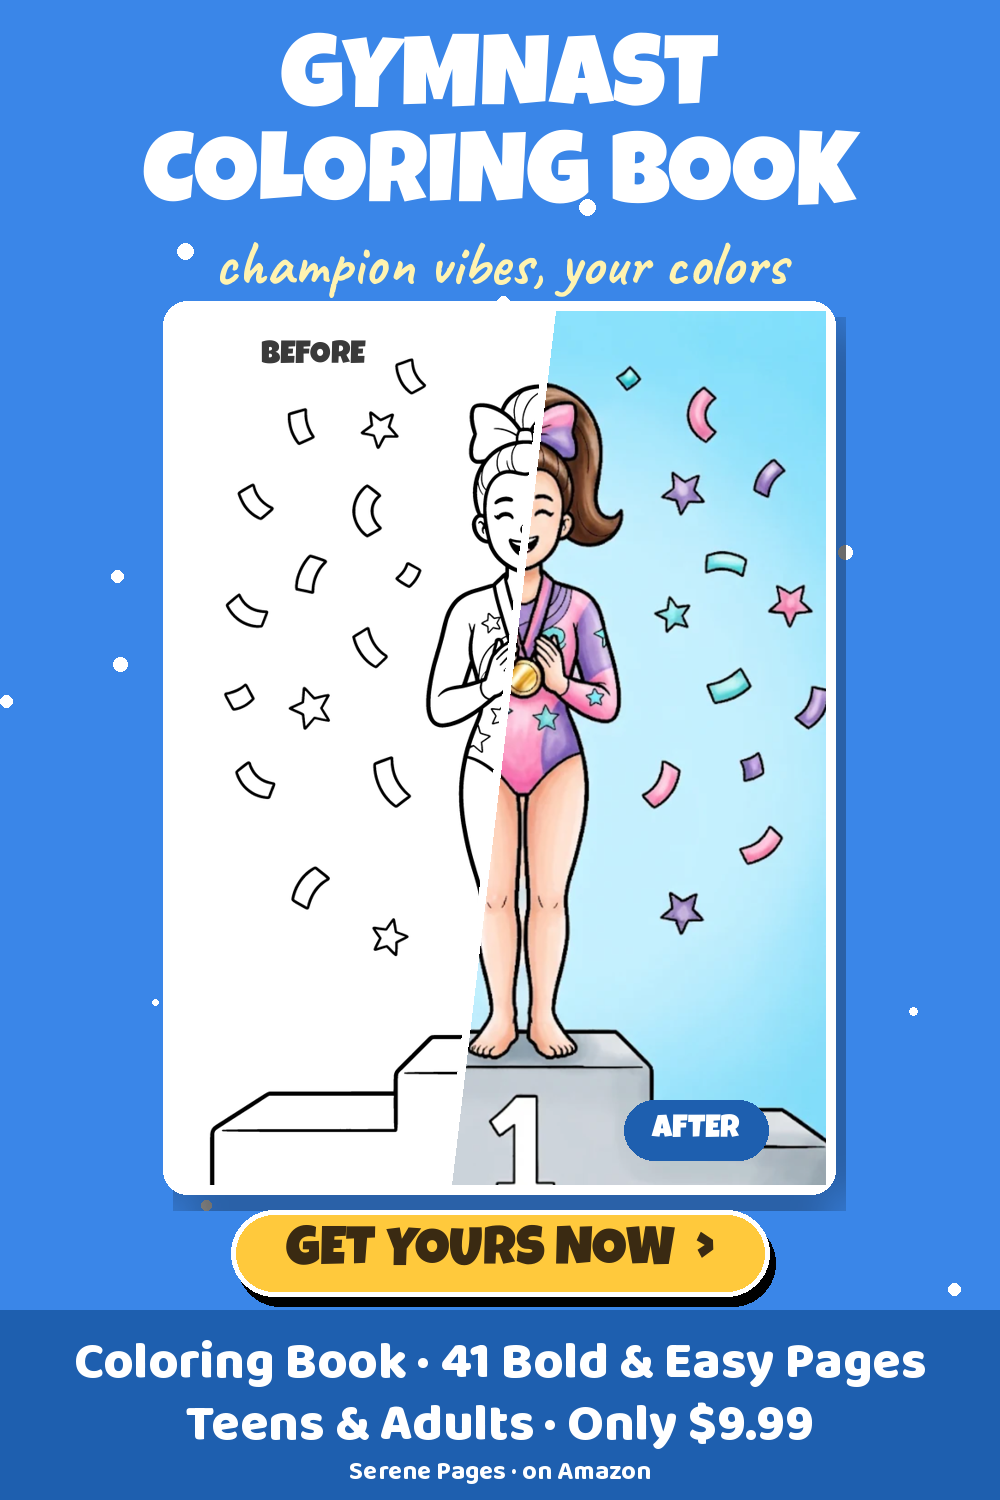 GYMNAST
COLORING BOOK
champion vibes, your colors
BEFORE
1
AFTER
GET YOURS NOW >
Coloring Book · 41 Bold & Easy Pages
Teens & Adults · Only $9.99
Serene Pages · on Amazon